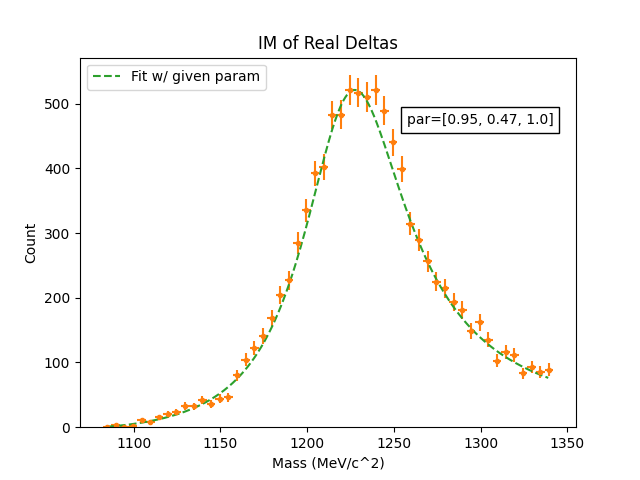 IM of Real Deltas
Fit w/ given param
par=[0.95, 0.47, 1.0]
Count
500
400
300
200
100
0
1100
1150
1200
1250
1300
1350
Mass (MeV/c^2)